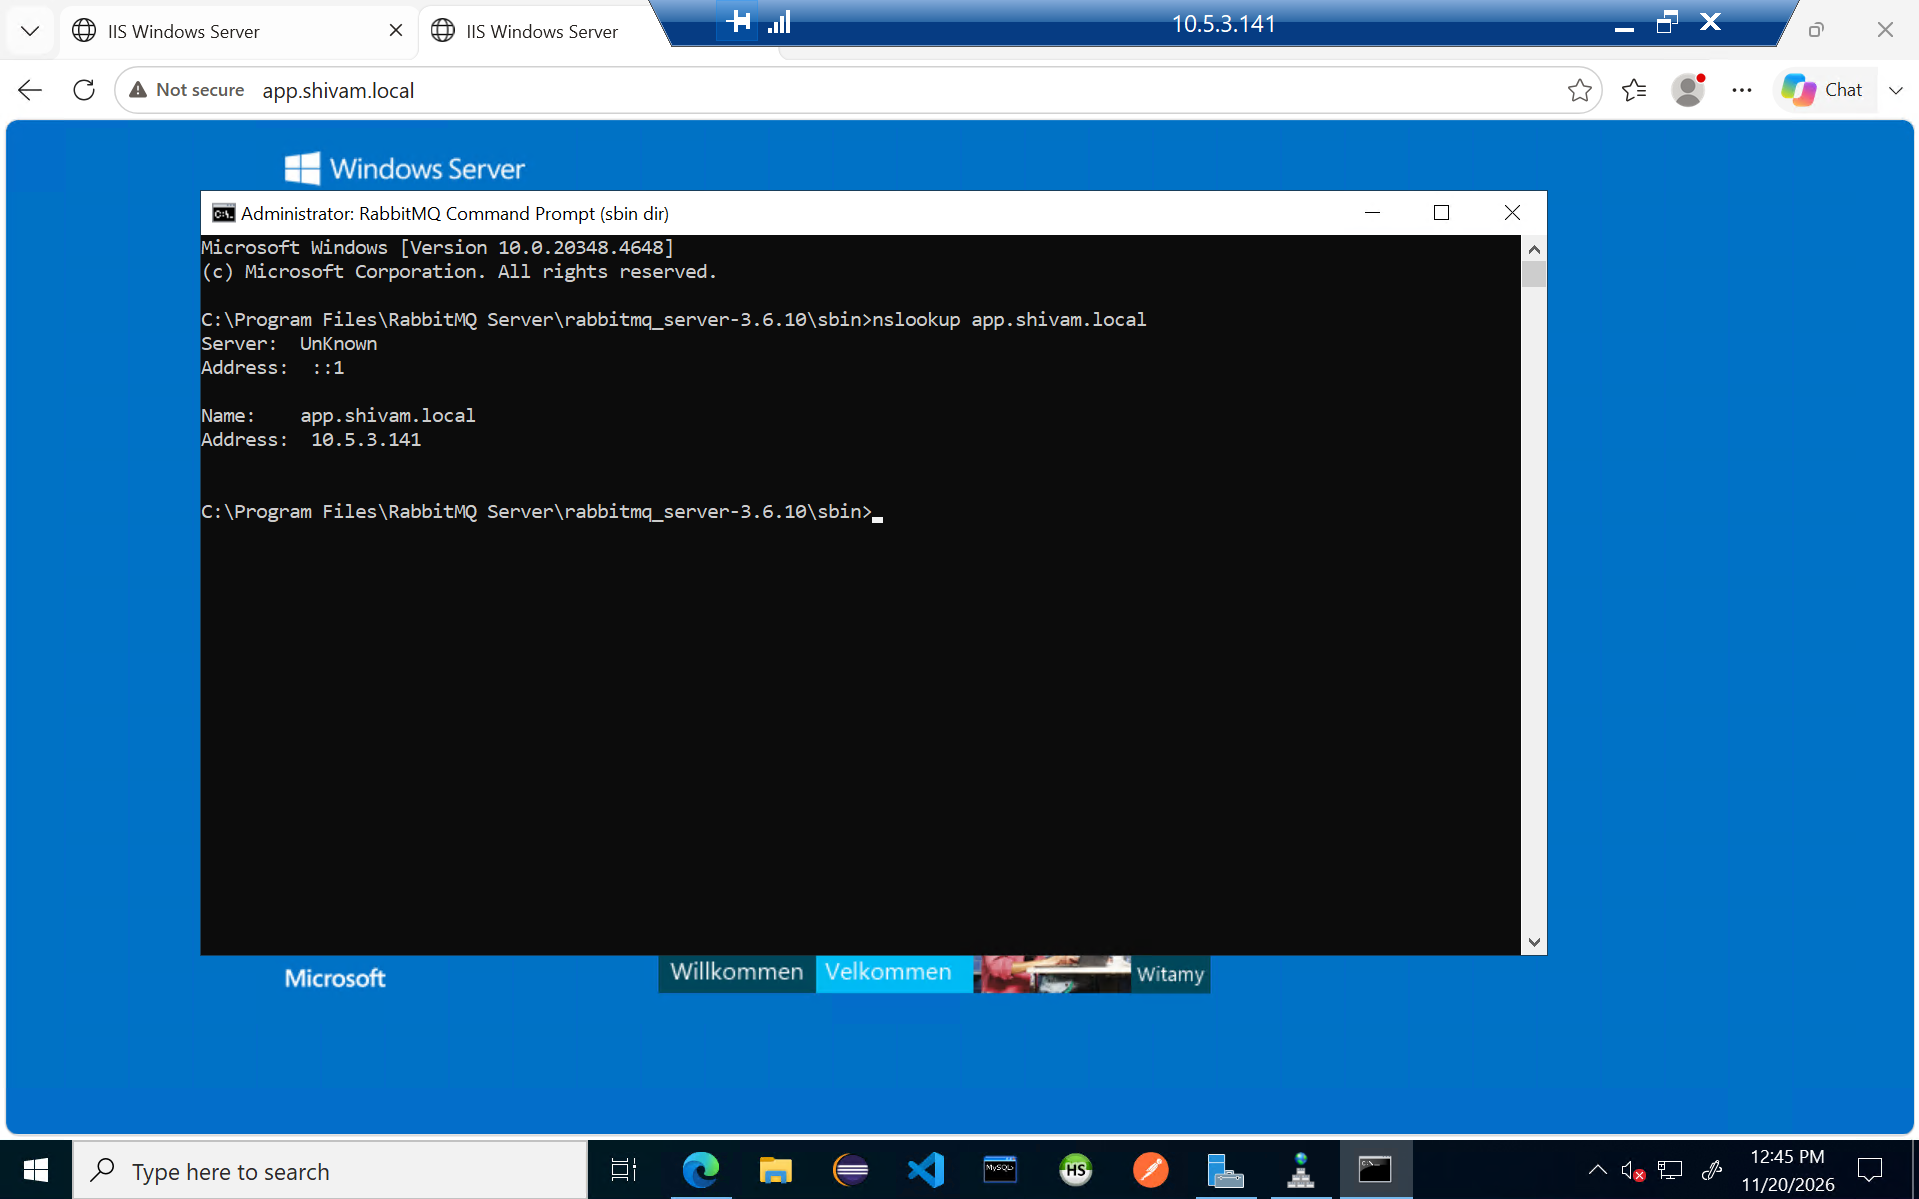 IIS Windows Server
IIS Windows Server
10.5.3.141
Not secure
app.shivam.local
Chat
Windows Server
Administrator: RabbitMQ Command Prompt (sbin dir)
Microsoft Windows [Version 10.0.20348.4648]
(c) Microsoft Corporation. All rights reserved.
C:\Program Files\RabbitMQ Server\rabbitmq_server-3.6.10\sbin>nslookup app.shivam.local
Server:  UnKnown
Address:  ::1
Name:    app.shivam.local
Address:  10.5.3.141
C:\Program Files\RabbitMQ Server\rabbitmq_server-3.6.10\sbin>
Microsoft
Willkommen
Velkommen
Witamy
Type here to search
MySQL
HS
12:45 PM
11/20/2026